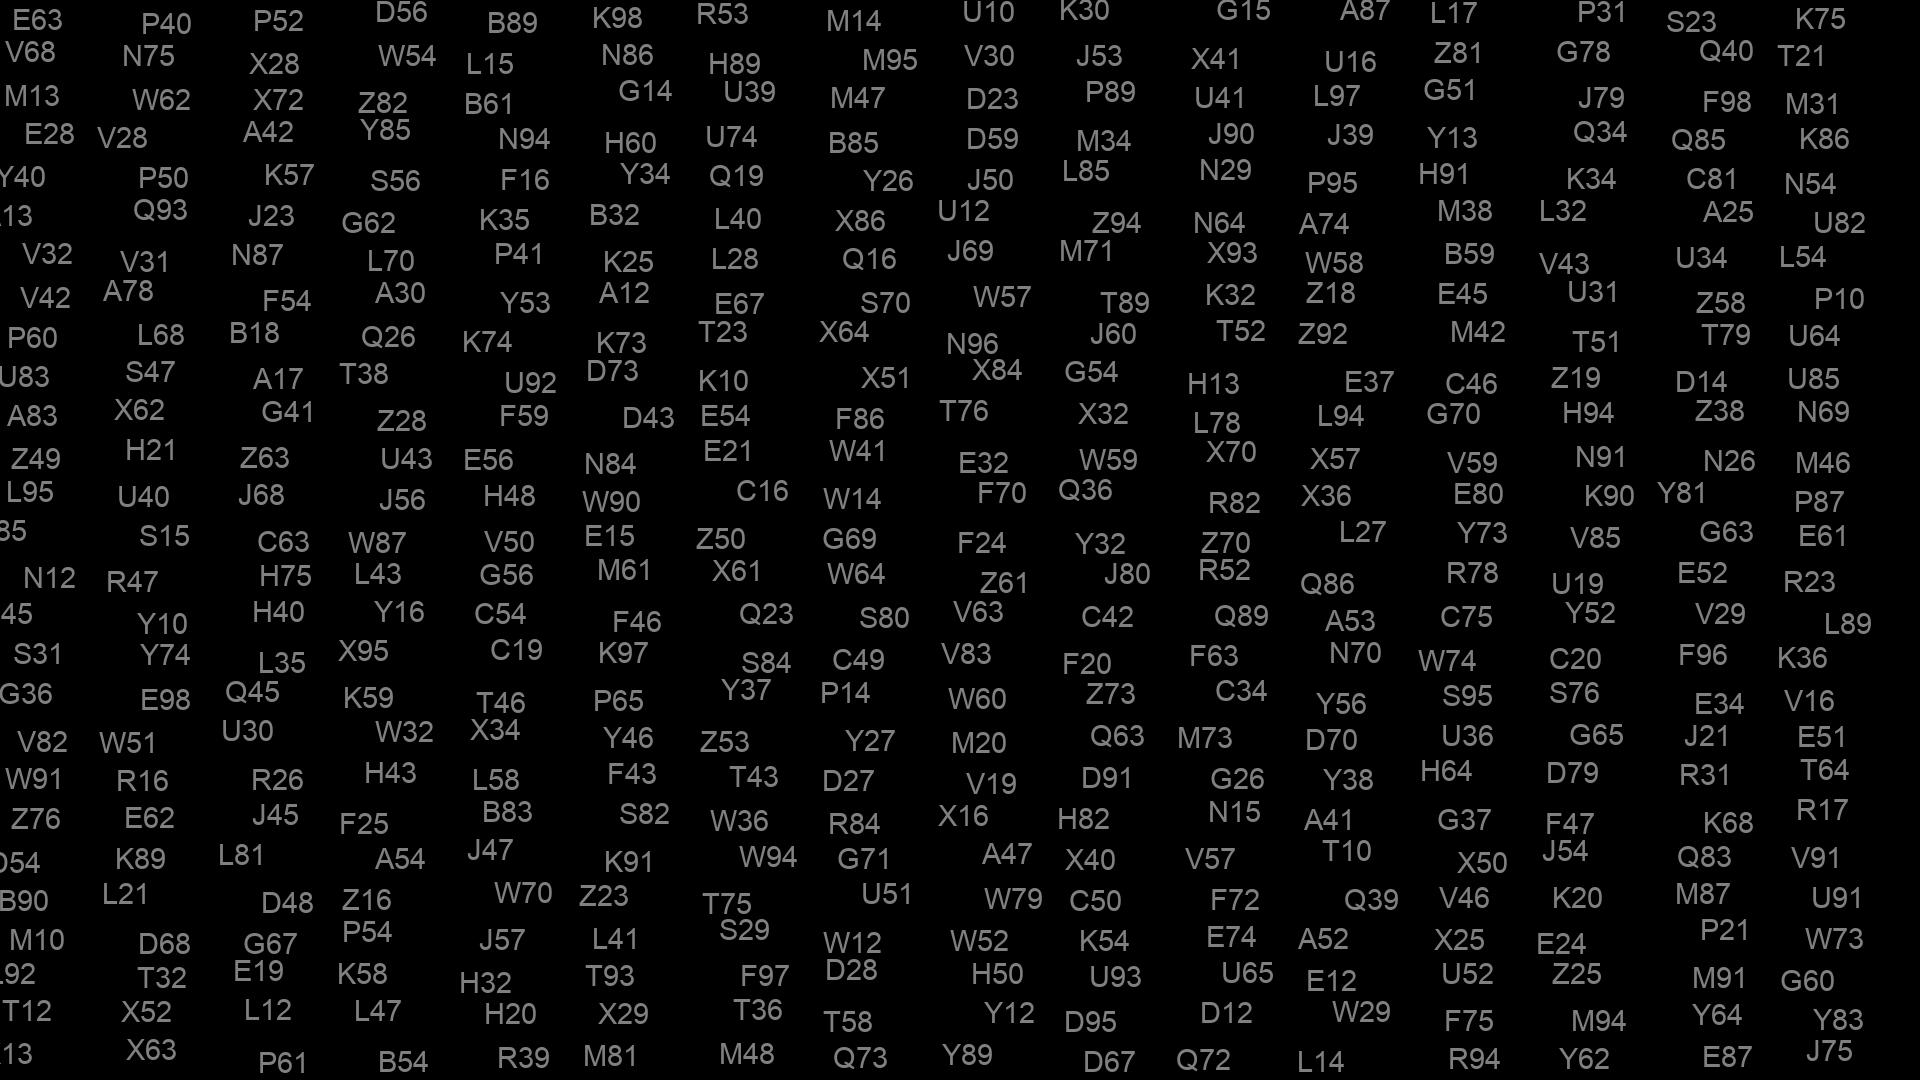 E63 P40 P52 D56 B89 K98 R53 M14 U10 K30 G15 A87 L17 P31 S23 K75
V68 N75 X28 W54 L15 N86 H89 M95 V30 J53 X41 U16 Z81 G78 Q40 T21
M13 W62 X72 Z82 B61 G14 U39 M47 D23 P89 U41 L97 G51 J79 F98 M31
E28 V28 A42 Y85 N94 H60 U74 B85 D59 M34 J90 J39 Y13 Q34 Q85 K86
Y40 P50 K57 S56 F16 Y34 Q19 Y26 J50 L85 N29 P95 H91 K34 C81 N54
13 Q93 J23 G62 K35 B32 L40 X86 U12 Z94 N64 A74 M38 L32 A25 U82
V32 V31 N87 L70 P41 K25 L28 Q16 J69 M71 X93 W58 B59 V43 U34 L54
V42 A78 F54 A30 Y53 A12 E67 S70 W57 T89 K32 Z18 E45 U31 Z58 P10
P60 L68 B18 Q26 K74 K73 T23 X64 N96 J60 T52 Z92 M42 T51 T79 U64
U83 S47 A17 T38 U92 D73 K10 X51 X84 G54 H13 E37 C46 Z19 D14 U85
A83 X62 G41 Z28 F59 D43 E54 F86 T76 X32 L78 L94 G70 H94 Z38 N69
Z49 H21 Z63 U43 E56 N84 E21 W41 E32 W59 X70 X57 V59 N91 N26 M46
L95 U40 J68 J56 H48 W90 C16 W14 F70 Q36 R82 X36 E80 K90 Y81 P87
85 S15 C63 W87 V50 E15 Z50 G69 F24 Y32 Z70 L27 Y73 V85 G63 E61
N12 R47 H75 L43 G56 M61 X61 W64 Z61 J80 R52 Q86 R78 U19 E52 R23
45 Y10 H40 Y16 C54 F46 Q23 S80 V63 C42 Q89 A53 C75 Y52 V29 L89
S31 Y74 L35 X95 C19 K97 S84 C49 V83 F20 F63 N70 W74 C20 F96 K36
G36 E98 Q45 K59 T46 P65 Y37 P14 W60 Z73 C34 Y56 S95 S76 E34 V16
V82 W51 U30 W32 X34 Y46 Z53 Y27 M20 Q63 M73 D70 U36 G65 J21 E51
W91 R16 R26 H43 L58 F43 T43 D27 V19 D91 G26 Y38 H64 D79 R31 T64
Z76 E62 J45 F25 B83 S82 W36 R84 X16 H82 N15 A41 G37 F47 K68 R17
D54 K89 L81 A54 J47 K91 W94 G71 A47 X40 V57 T10 X50 J54 Q83 V91
B90 L21 D48 Z16 W70 Z23 T75 U51 W79 C50 F72 Q39 V46 K20 M87 U91
M10 D68 G67 P54 J57 L41 S29 W12 W52 K54 E74 A52 X25 E24 P21 W73
92 T32 E19 K58 H32 T93 F97 D28 H50 U93 U65 E12 U52 Z25 M91 G60
T12 X52 L12 L47 H20 X29 T36 T58 Y12 D95 D12 W29 F75 M94 Y64 Y83
13 X63 P61 B54 R39 M81 M48 Q73 Y89 D67 Q72 L14 R94 Y62 E87 J75